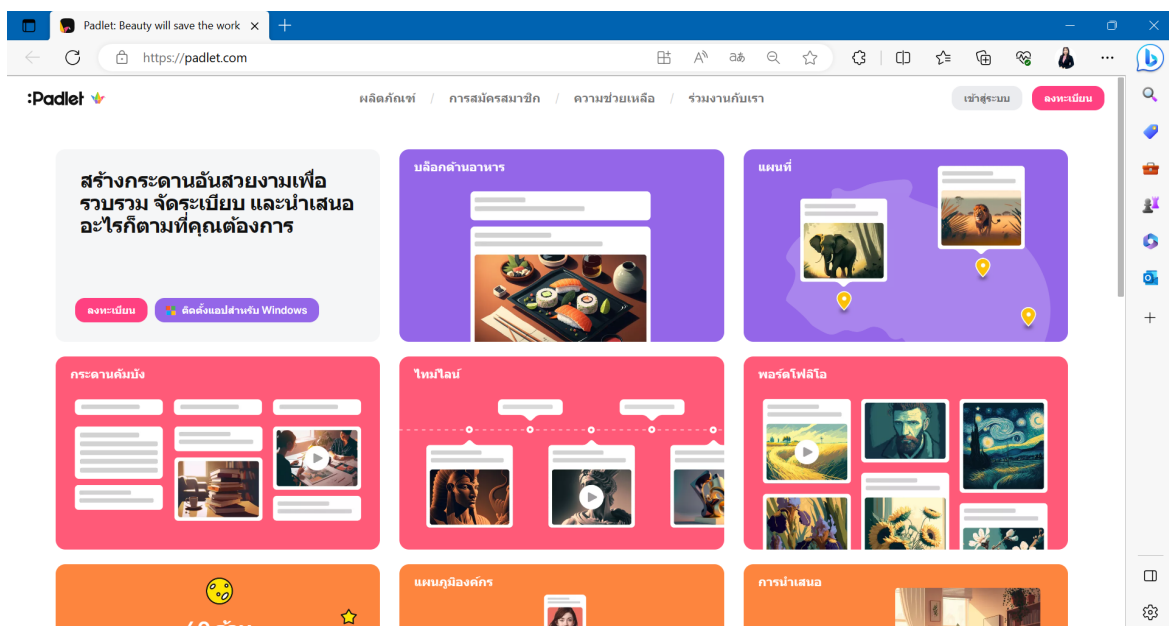 Padlet: Beauty will save the work
https://padlet.com
:Padlet
ผลิตภัณฑ์ / การสมัครสมาชิก / ความช่วยเหลือ / ร่วมงานกับเรา
เข้าสู่ระบบ
ลงทะเบียน
สร้างกระดานอันสวยงามเพื่อ
รวบรวม จัดระเบียบ และนำเสนอ
อะไรก็ตามที่คุณต้องการ
ลงทะเบียน
ติดตั้งแอปสำหรับ Windows
บล็อกด้านอาหาร
แผนที่
กระดานคัมบัง
ไทม์ไลน์
พอร์ตโฟลิโอ
แผนภูมิองค์กร
การนำเสนอ